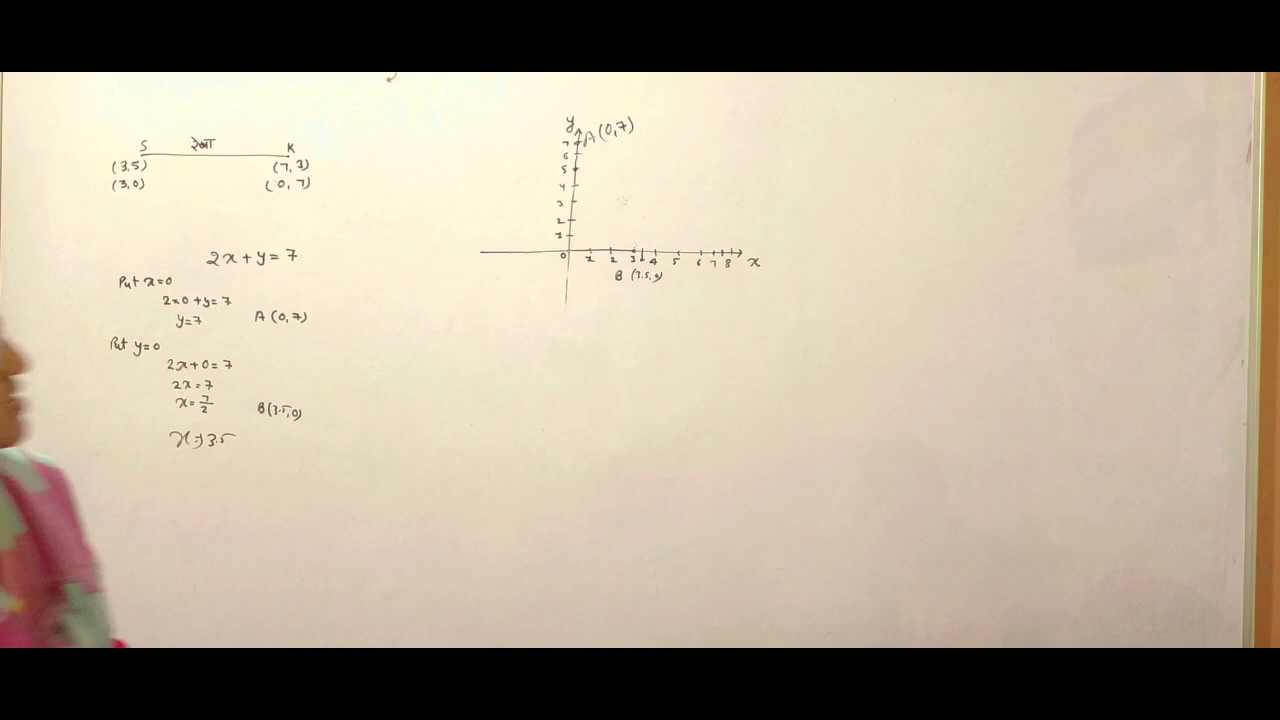 S रेखा K
(3,5) (7, 3)
(3,0) (0, 7)
2x + y = 7
Put x=0
2×0 + y = 7
y=7 A (0, 7)
Put y=0
2x+0 = 7
2x = 7
x = 7/2 B(3.5, 0)
x = 3.5
y
A (0, 7)
7
6
5
4
3
2
1
0 1 2 3 4 5 6 7 8 x
B (3.5, 0)